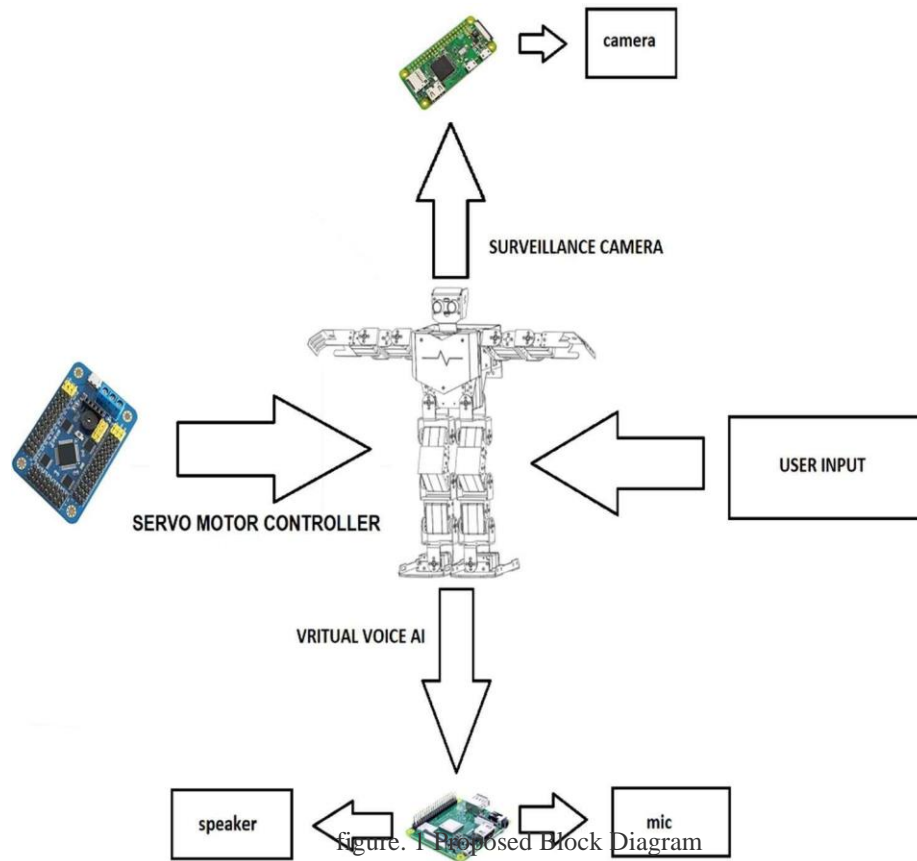 camera
SURVEILLANCE CAMERA
USER INPUT
SERVO MOTOR CONTROLLER
VRITUAL VOICE AI
speaker
mic
figure. 1 Proposed Block Diagram